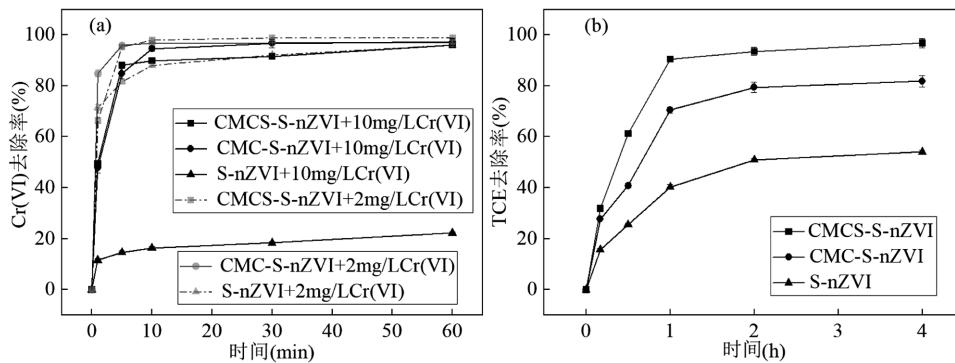 (a)
100
80
60
40
20
0
Cr(VI)去除率(%)
CMCS-S-nZVI+10mg/LCr(VI)
CMC-S-nZVI+10mg/LCr(VI)
S-nZVI+10mg/LCr(VI)
CMCS-S-nZVI+2mg/LCr(VI)
CMC-S-nZVI+2mg/LCr(VI)
S-nZVI+2mg/LCr(VI)
0 10 20 30 40 50 60
时间(min)
(b)
100
80
60
40
20
0
TCE去除率(%)
CMCS-S-nZVI
CMC-S-nZVI
S-nZVI
0 1 2 3 4
时间(h)